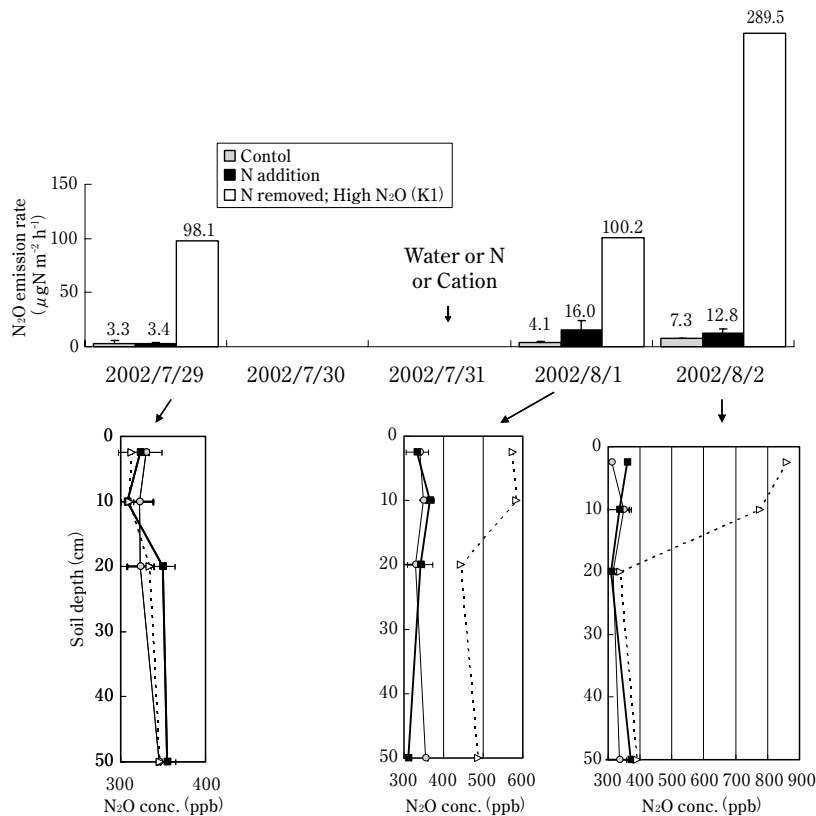 289.5
Contol
N addition
N removed; High N₂O (K1)
N₂O emission rate
(μgN m⁻² h⁻¹)
150
100
50
0
98.1
3.3
3.4
Water or N
or Cation
100.2
4.1
16.0
7.3
12.8
2002/7/29
2002/7/30
2002/7/31
2002/8/1
2002/8/2
Soil depth (cm)
0
10
20
30
40
50
300
400
N₂O conc. (ppb)
0
10
20
30
40
50
300 400 500 600
N₂O conc. (ppb)
0
10
20
30
40
50
300 400 500 600 700 800 900
N₂O conc. (ppb)